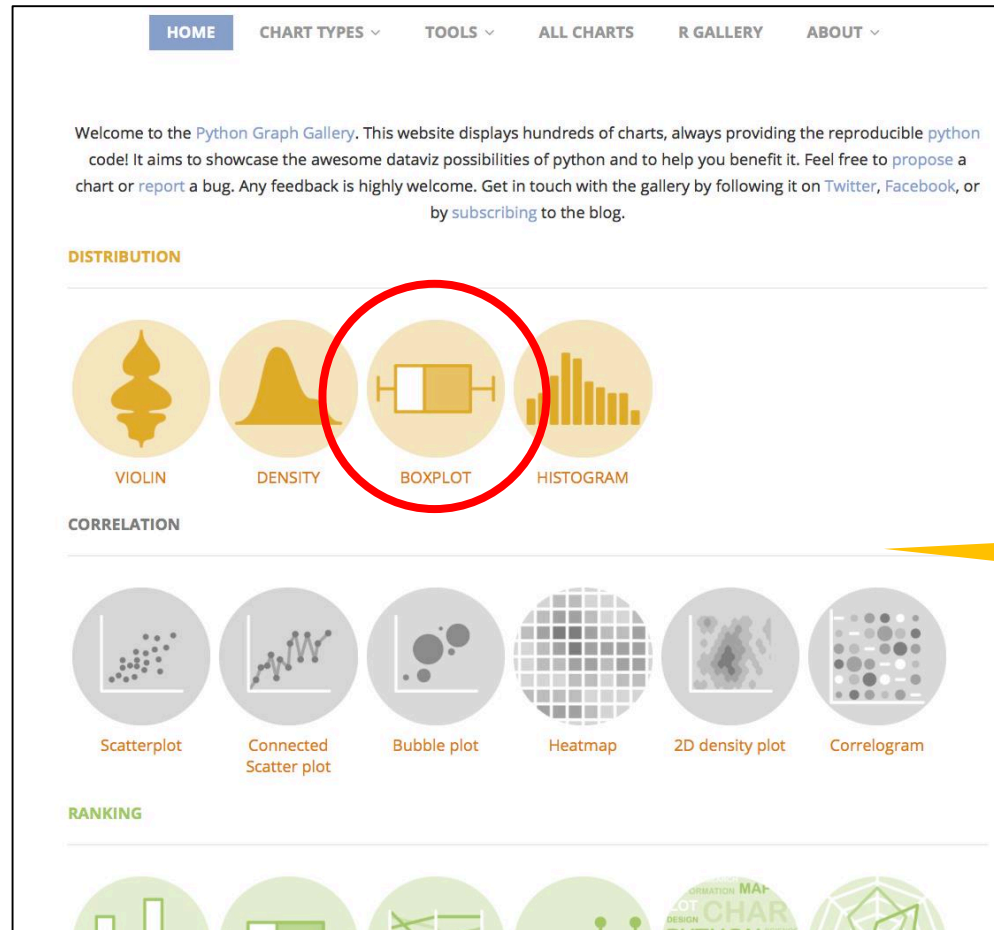 HOME CHART TYPES TOOLS ALL CHARTS R GALLERY ABOUT
Welcome to the Python Graph Gallery. This website displays hundreds of charts, always providing the reproducible python
code! It aims to showcase the awesome dataviz possibilities of python and to help you benefit it. Feel free to propose a
chart or report a bug. Any feedback is highly welcome. Get in touch with the gallery by following it on Twitter, Facebook, or
by subscribing to the blog.
DISTRIBUTION
VIOLIN DENSITY BOXPLOT HISTOGRAM
CORRELATION
Scatterplot Connected Scatter plot Bubble plot Heatmap 2D density plot Correlogram
RANKING
MAP
DESIGN CHAR